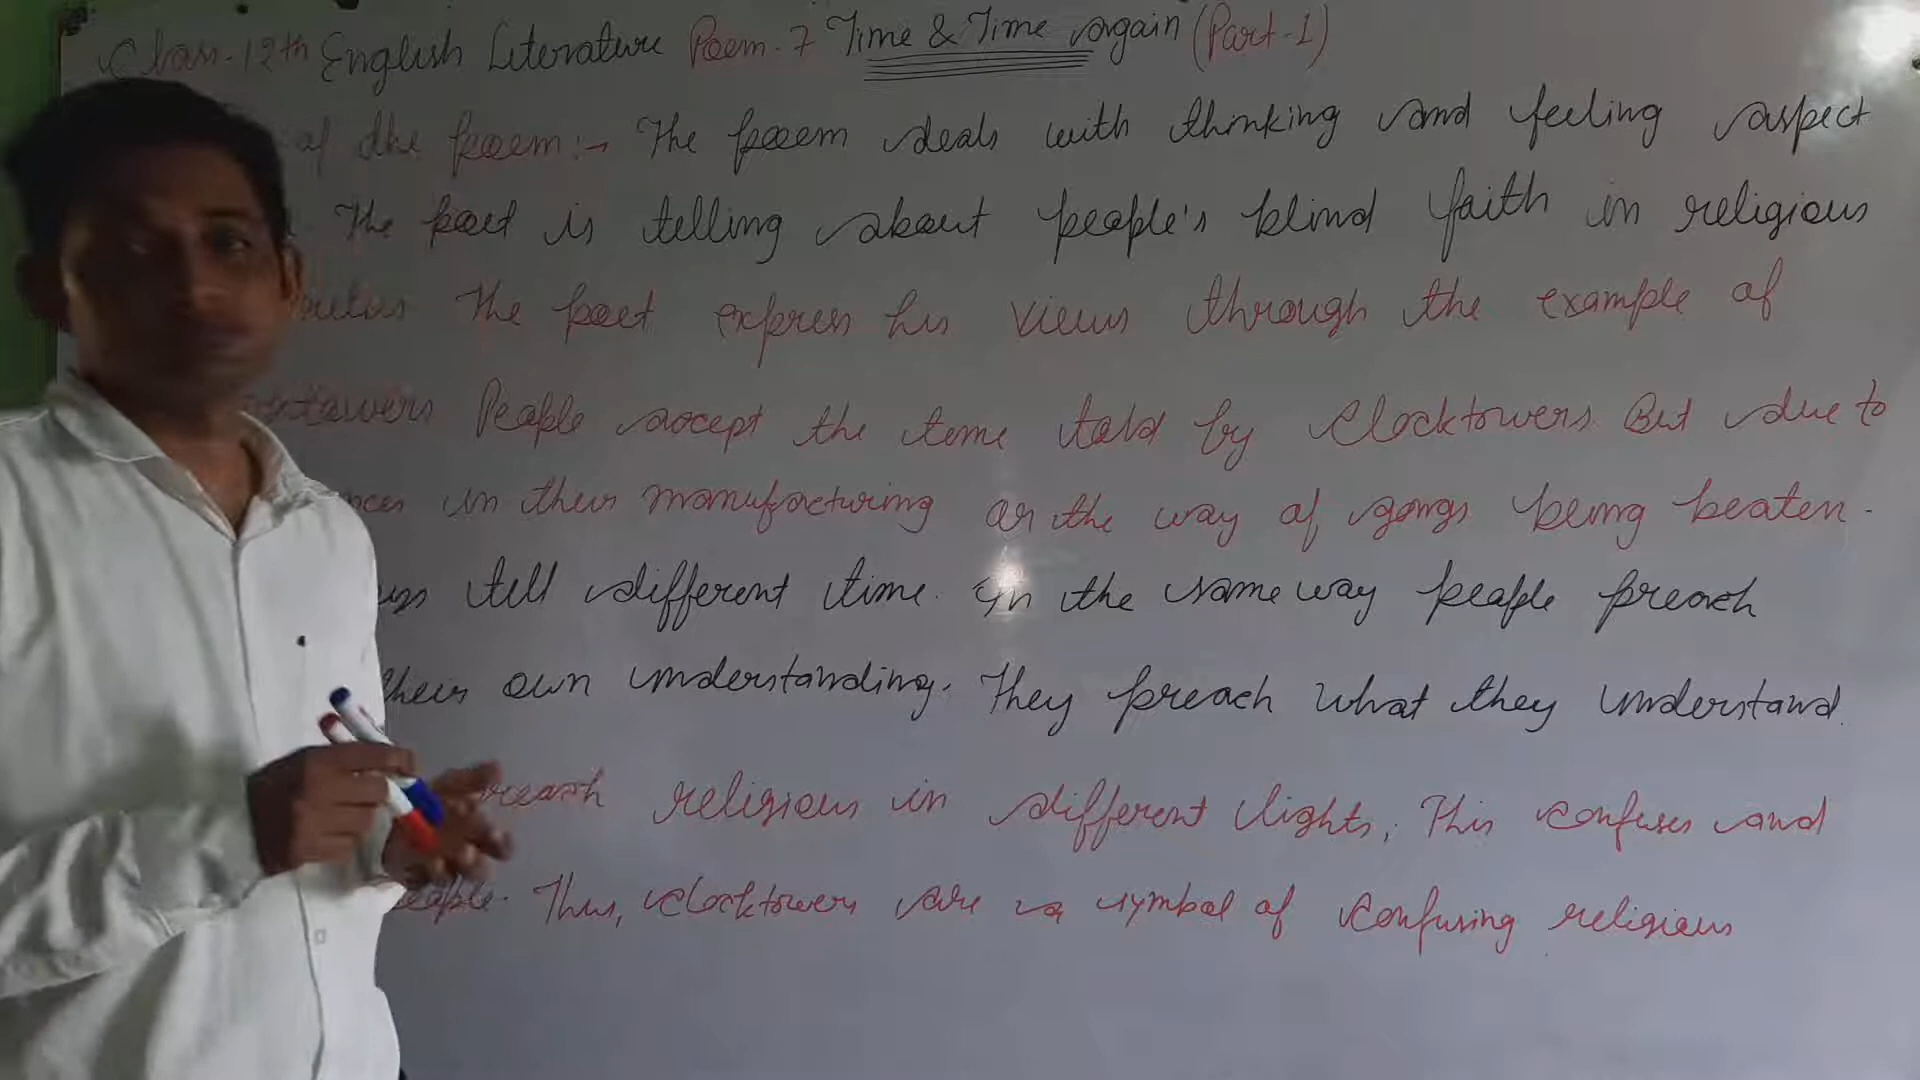 Class-12th English Literature Poem-7 Time & Time again (Part-1)
of the poem:- The poem deals with thinking and feeling aspect
The poet is telling about people's blind faith in religious
The poet express his views through the example of
People accept the time told by Clocktowers. But due to
in their manufacturing or the way of gongs being beaten.
tell different time. In the same way people preach
their own understanding. They preach what they understand.
religious in different lights. This confuses and
Thus, clocktowers are a symbol of confusing religious